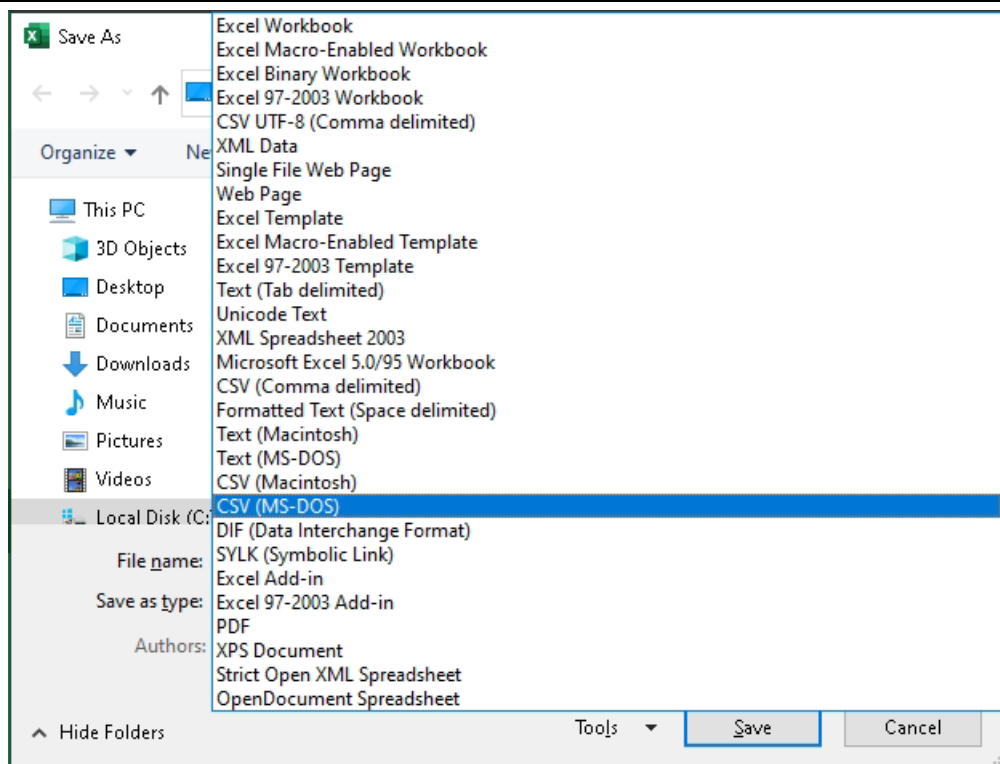 Save As
Organize
Ne
This PC
3D Objects
Desktop
Documents
Downloads
Music
Pictures
Videos
Local Disk (C:
Excel Workbook
Excel Macro-Enabled Workbook
Excel Binary Workbook
Excel 97-2003 Workbook
CSV UTF-8 (Comma delimited)
XML Data
Single File Web Page
Web Page
Excel Template
Excel Macro-Enabled Template
Excel 97-2003 Template
Text (Tab delimited)
Unicode Text
XML Spreadsheet 2003
Microsoft Excel 5.0/95 Workbook
CSV (Comma delimited)
Formatted Text (Space delimited)
Text (Macintosh)
Text (MS-DOS)
CSV (Macintosh)
CSV (MS-DOS)
DIF (Data Interchange Format)
SYLK (Symbolic Link)
Excel Add-in
Excel 97-2003 Add-in
PDF
XPS Document
Strict Open XML Spreadsheet
OpenDocument Spreadsheet
File name:
Save as type:
Authors:
Hide Folders
Tools
Save
Cancel